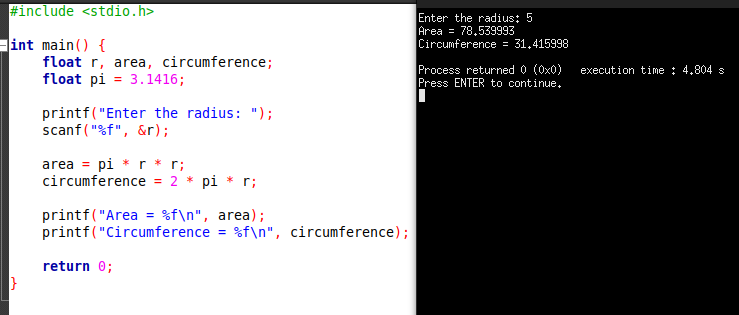 #include <stdio.h>

int main() {
    float r, area, circumference;
    float pi = 3.1416;

    printf("Enter the radius: ");
    scanf("%f", &r);

    area = pi * r * r;
    circumference = 2 * pi * r;

    printf("Area = %f\n", area);
    printf("Circumference = %f\n", circumference);

    return 0;
}
Enter the radius: 5
Area = 78.539993
Circumference = 31.415998

Process returned 0 (0x0)   execution time : 4.804 s
Press ENTER to continue.